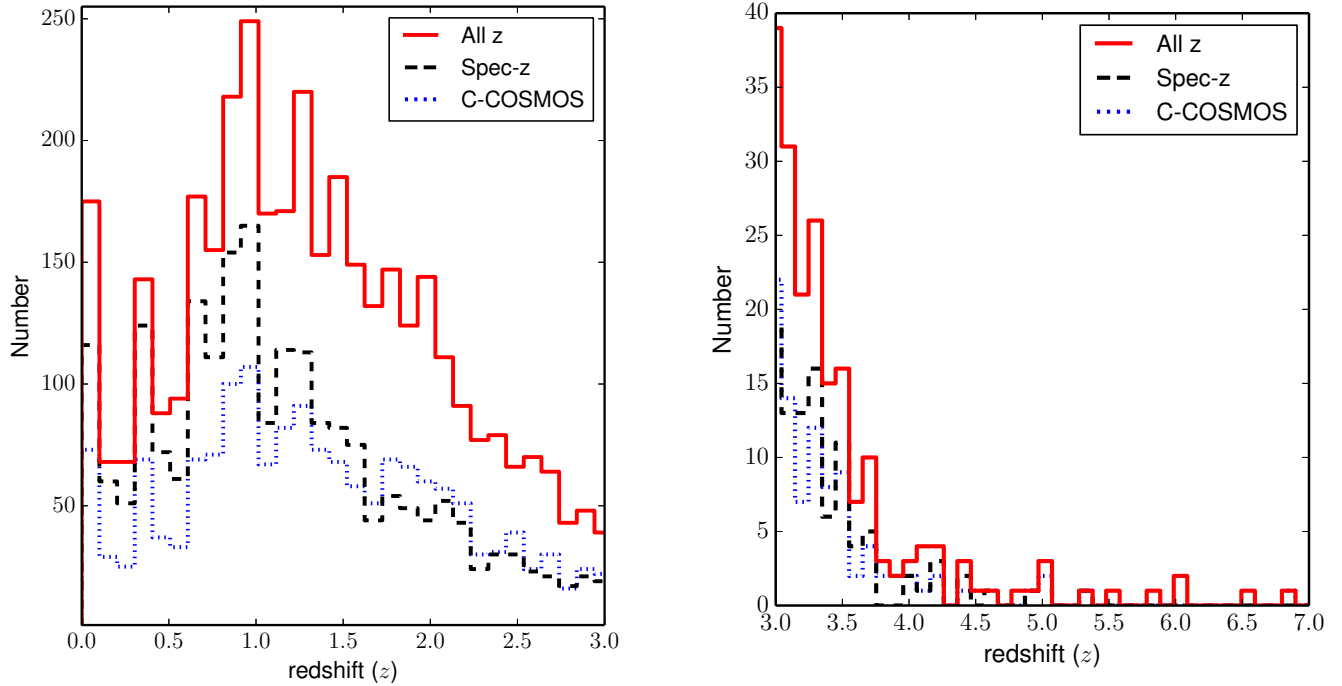 250
200
150
100
50
Number
0.0 0.5 1.0 1.5 2.0 2.5 3.0
redshift (z)
All z
Spec-z
C-COSMOS
40
35
30
25
20
15
10
5
0
Number
3.0 3.5 4.0 4.5 5.0 5.5 6.0 6.5 7.0
redshift (z)
All z
Spec-z
C-COSMOS